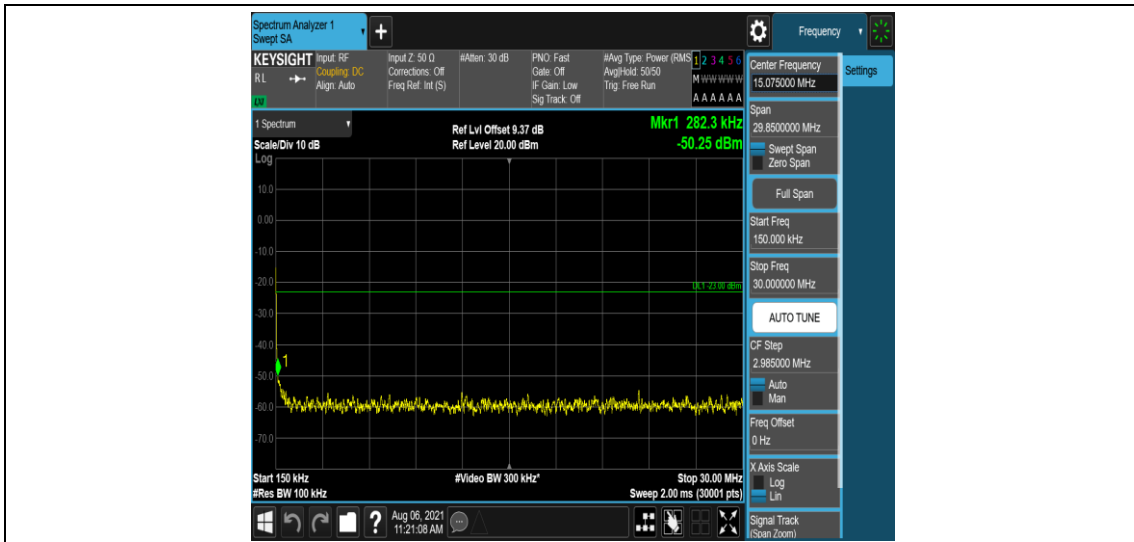 Spectrum Analyzer 1
Swept SA
+
Frequency
KEYSIGHT
RL
LM
Input: RF
Coupling: DC
Align: Auto
Input Z: 50 Ω
Corrections: Off
Freq Ref: Int (S)
#Atten: 30 dB
PNO: Fast
Gate: Off
IF Gain: Low
Sig Track: Off
#Avg Type: Power (RMS
Avg|Hold: 50/50
Trig: Free Run
1 2 3 4 5 6
M W W W W W
A A A A A A
1 Spectrum
Scale/Div 10 dB
Ref Lvl Offset 9.37 dB
Ref Level 20.00 dBm
Mkr1 282.3 kHz
-50.25 dBm
Log
10.0
0.00
-10.0
-20.0
-30.0
-40.0
-50.0
-60.0
-70.0
DL1 -23.00 dBm
1
Start 150 kHz
#Res BW 100 kHz
#Video BW 300 kHz*
Stop 30.00 MHz
Sweep 2.00 ms (30001 pts)
?
Aug 06, 2021
11:21:08 AM
Center Frequency
15.075000 MHz
Settings
Span
29.8500000 MHz
Swept Span
Zero Span
Full Span
Start Freq
150.000 kHz
Stop Freq
30.000000 MHz
AUTO TUNE
CF Step
2.985000 MHz
Auto
Man
Freq Offset
0 Hz
X Axis Scale
Log
Lin
Signal Track
(Span Zoom)